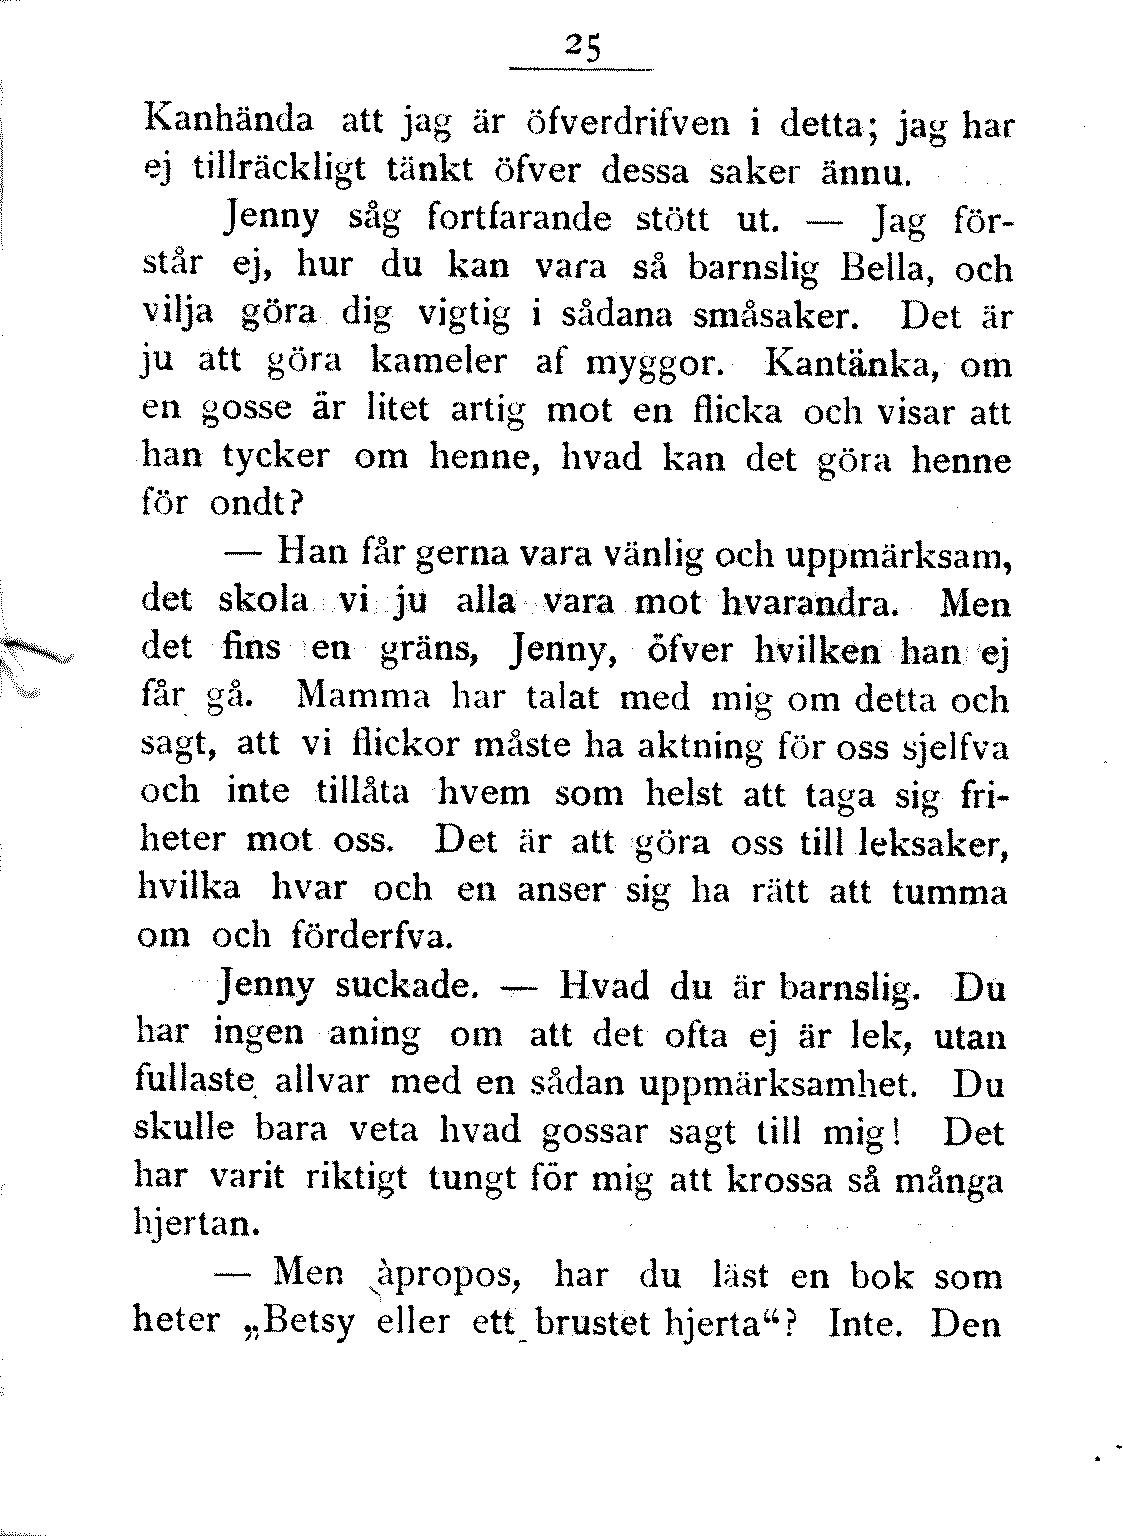 25
Kanhända att jag är öfverdrifven i detta; jag har
ej tillräckligt tänkt öfver dessa saker ännu.
Jenny såg fortfarande stött ut. — Jag för-
står ej, hur du kan vara så barnslig Bella, och
vilja göra dig vigtig i sådana småsaker. Det är
ju att göra kameler af myggor. Kantänka, om
en gosse är litet artig mot en flicka och visar att
han tycker om henne, hvad kan det göra henne
för ondt?
— Han får gerna vara vänlig och uppmärksam,
det skola vi ju alla vara mot hvarandra. Men
det fins en gräns, Jenny, öfver hvilken han ej
får gå. Mamma har talat med mig om detta och
sagt, att vi flickor måste ha aktning för oss sjelfva
och inte tillåta hvem som helst att taga sig fri-
heter mot oss. Det är att göra oss till leksaker,
hvilka hvar och en anser sig ha rätt att tumma
om och förderfva.
Jenny suckade. — Hvad du är barnslig. Du
har ingen aning om att det ofta ej är lek, utan
fullaste allvar med en sådan uppmärksamhet. Du
skulle bara veta hvad gossar sagt till mig! Det
har varit riktigt tungt för mig att krossa så många
hjertan.
— Men àpropos, har du läst en bok som
heter „Betsy eller ett brustet hjerta“? Inte. Den